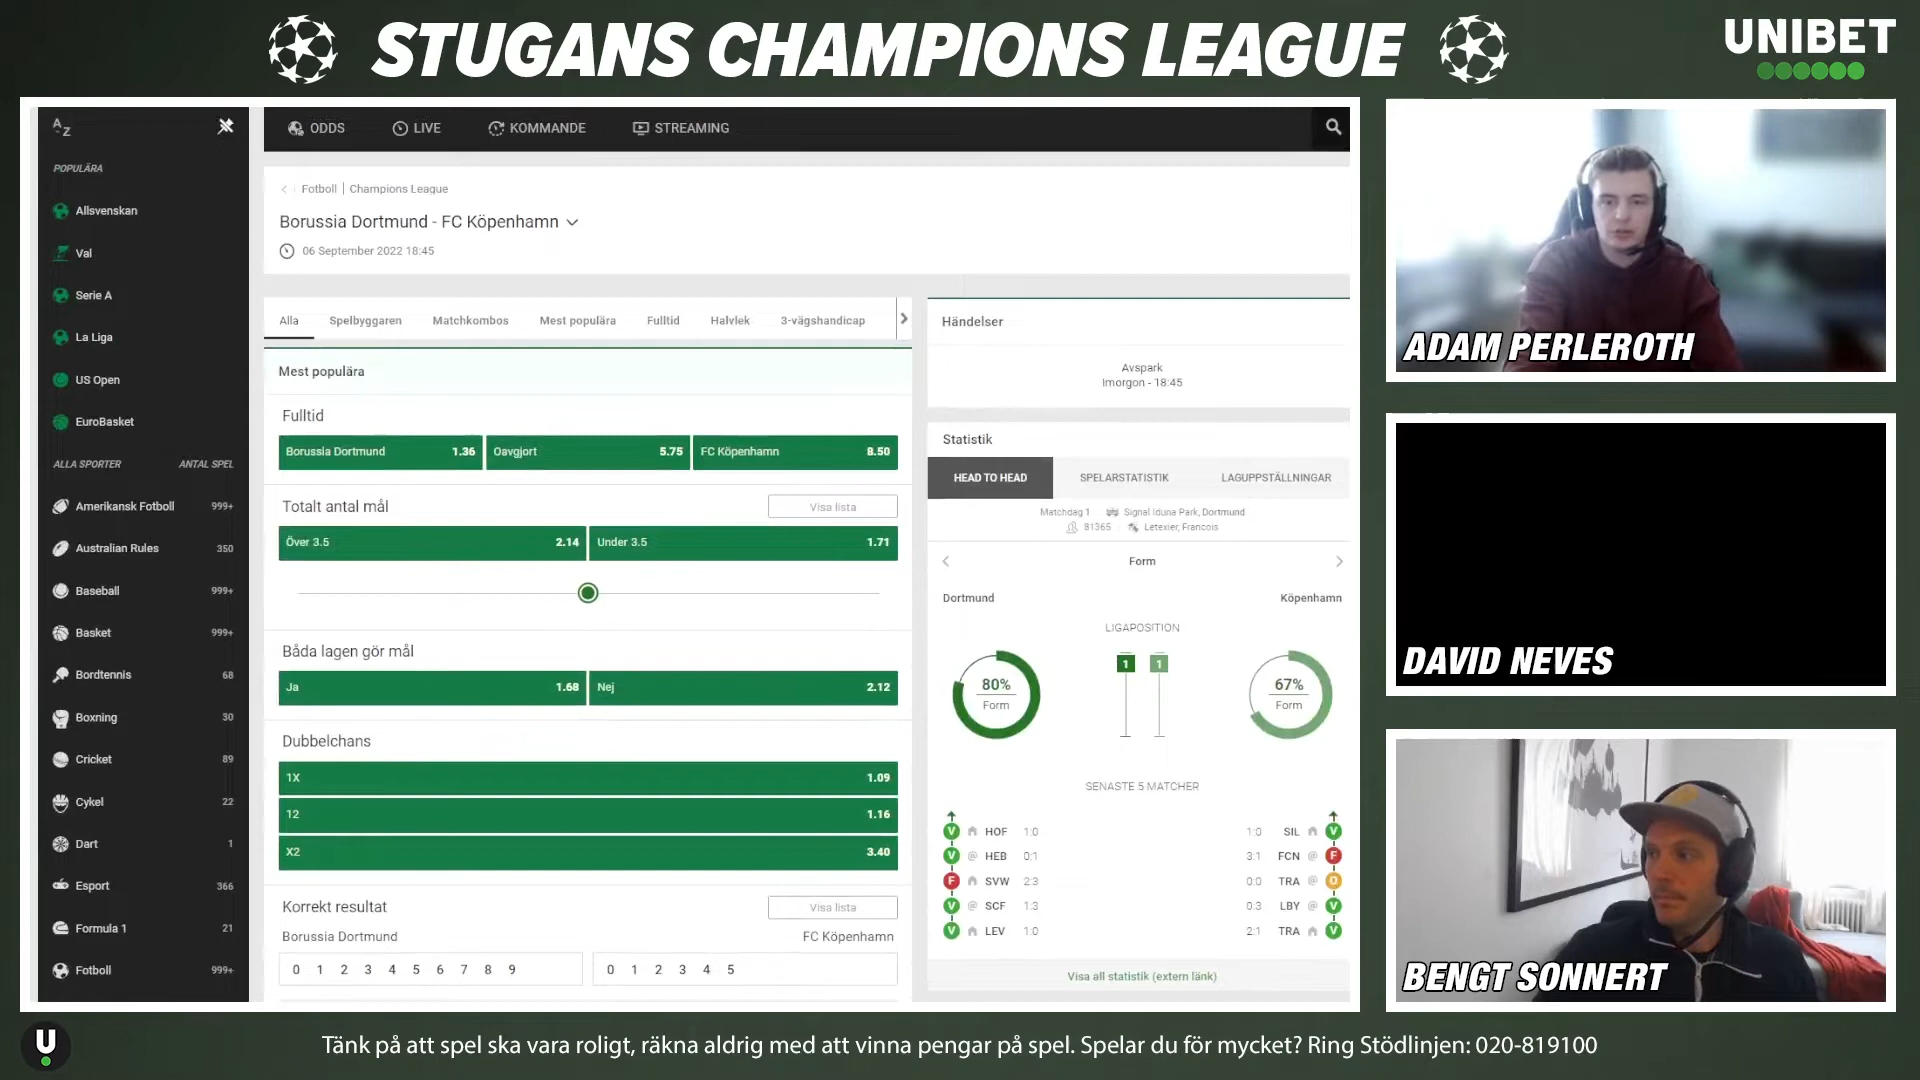 STUGANS CHAMPIONS LEAGUE
UNIBET
A Z
POPULÄRA
Allsvenskan
Val
Serie A
La Liga
US Open
EuroBasket
ALLA SPORTER ANTAL SPEL
Amerikansk Fotboll 999+
Australian Rules 350
Baseball 999+
Basket 999+
Bordtennis 68
Boxning 30
Cricket 89
Cykel 22
Dart 1
Esport 366
Formula 1 21
Fotboll 999+
ODDS LIVE KOMMANDE STREAMING
Fotboll | Champions League
Borussia Dortmund - FC Köpenhamn
06 September 2022 18:45
Alla Spelbyggaren Matchkombos Mest populära Fulltid Halvlek 3-vägshandicap
Mest populära
Fulltid
Borussia Dortmund 1.36 Oavgjort 5.75 FC Köpenhamn 8.50
Totalt antal mål Visa lista
Över 3.5 2.14 Under 3.5 1.71
Båda lagen gör mål
Ja 1.68 Nej 2.12
Dubbelchans
1X 1.09
12 1.16
X2 3.40
Korrekt resultat Visa lista
Borussia Dortmund FC Köpenhamn
0 1 2 3 4 5 6 7 8 9 0 1 2 3 4 5
Händelser
Avspark
Imorgon - 18:45
Statistik
HEAD TO HEAD SPELARSTATISTIK LAGUPPSTÄLLNINGAR
Matchdag 1 Signal Iduna Park, Dortmund
81365 Letexier, Francois
Form
Dortmund Köpenhamn
LIGAPOSITION
80% Form 1 1 67% Form
SENASTE 5 MATCHER
V HOF 1:0 1:0 SIL V
V @ HEB 0:1 3:1 FCN @ F
F SVW 2:3 0:0 TRA @ O
V @ SCF 1:3 0:3 LBY @ V
V LEV 1:0 2:1 TRA V
Visa all statistik (extern länk)
ADAM PERLEROTH
DAVID NEVES
BENGT SONNERT
U
Tänk på att spel ska vara roligt, räkna aldrig med att vinna pengar på spel. Spelar du för mycket? Ring Stödlinjen: 020-819100